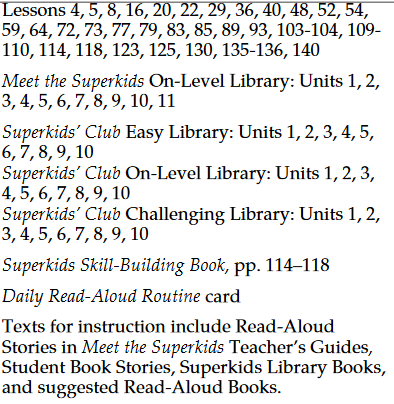 Lessons 4, 5, 8, 16, 20, 22, 29, 36, 40, 48, 52, 54,
59, 64, 72, 73, 77, 79, 83, 85, 89, 93, 103-104, 109-
110, 114, 118, 123, 125, 130, 135-136, 140
Meet the Superkids On-Level Library: Units 1, 2,
3, 4, 5, 6, 7, 8, 9, 10, 11
Superkids’ Club Easy Library: Units 1, 2, 3, 4, 5,
6, 7, 8, 9, 10
Superkids’ Club On-Level Library: Units 1, 2, 3,
4, 5, 6, 7, 8, 9, 10
Superkids’ Club Challenging Library: Units 1, 2,
3, 4, 5, 6, 7, 8, 9, 10
Superkids Skill-Building Book, pp. 114–118
Daily Read-Aloud Routine card
Texts for instruction include Read-Aloud
Stories in Meet the Superkids Teacher’s Guides,
Student Book Stories, Superkids Library Books,
and suggested Read-Aloud Books.